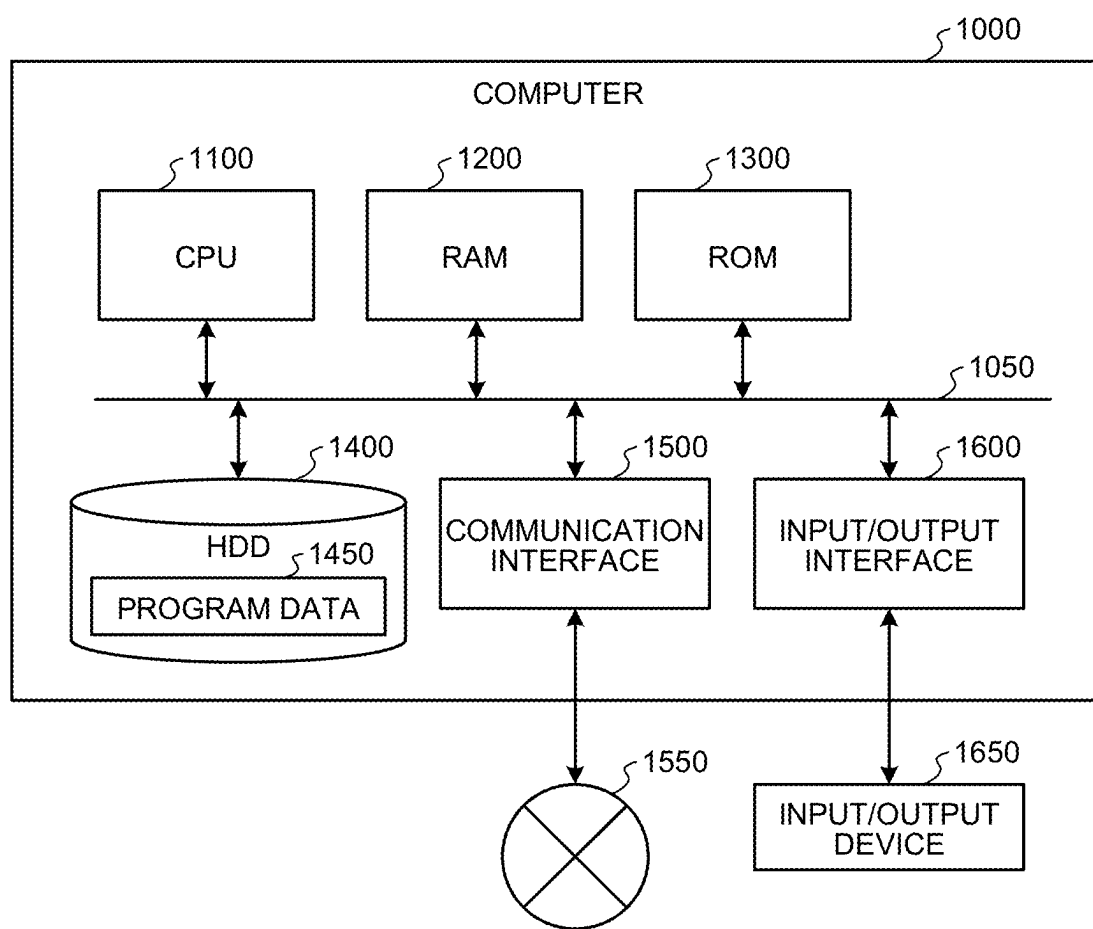 1000
COMPUTER
1100
1200
1300
CPU
RAM
ROM
1050
1400
1500
1600
HDD
1450
PROGRAM DATA
COMMUNICATION
INTERFACE
INPUT/OUTPUT
INTERFACE
1550
1650
INPUT/OUTPUT
DEVICE